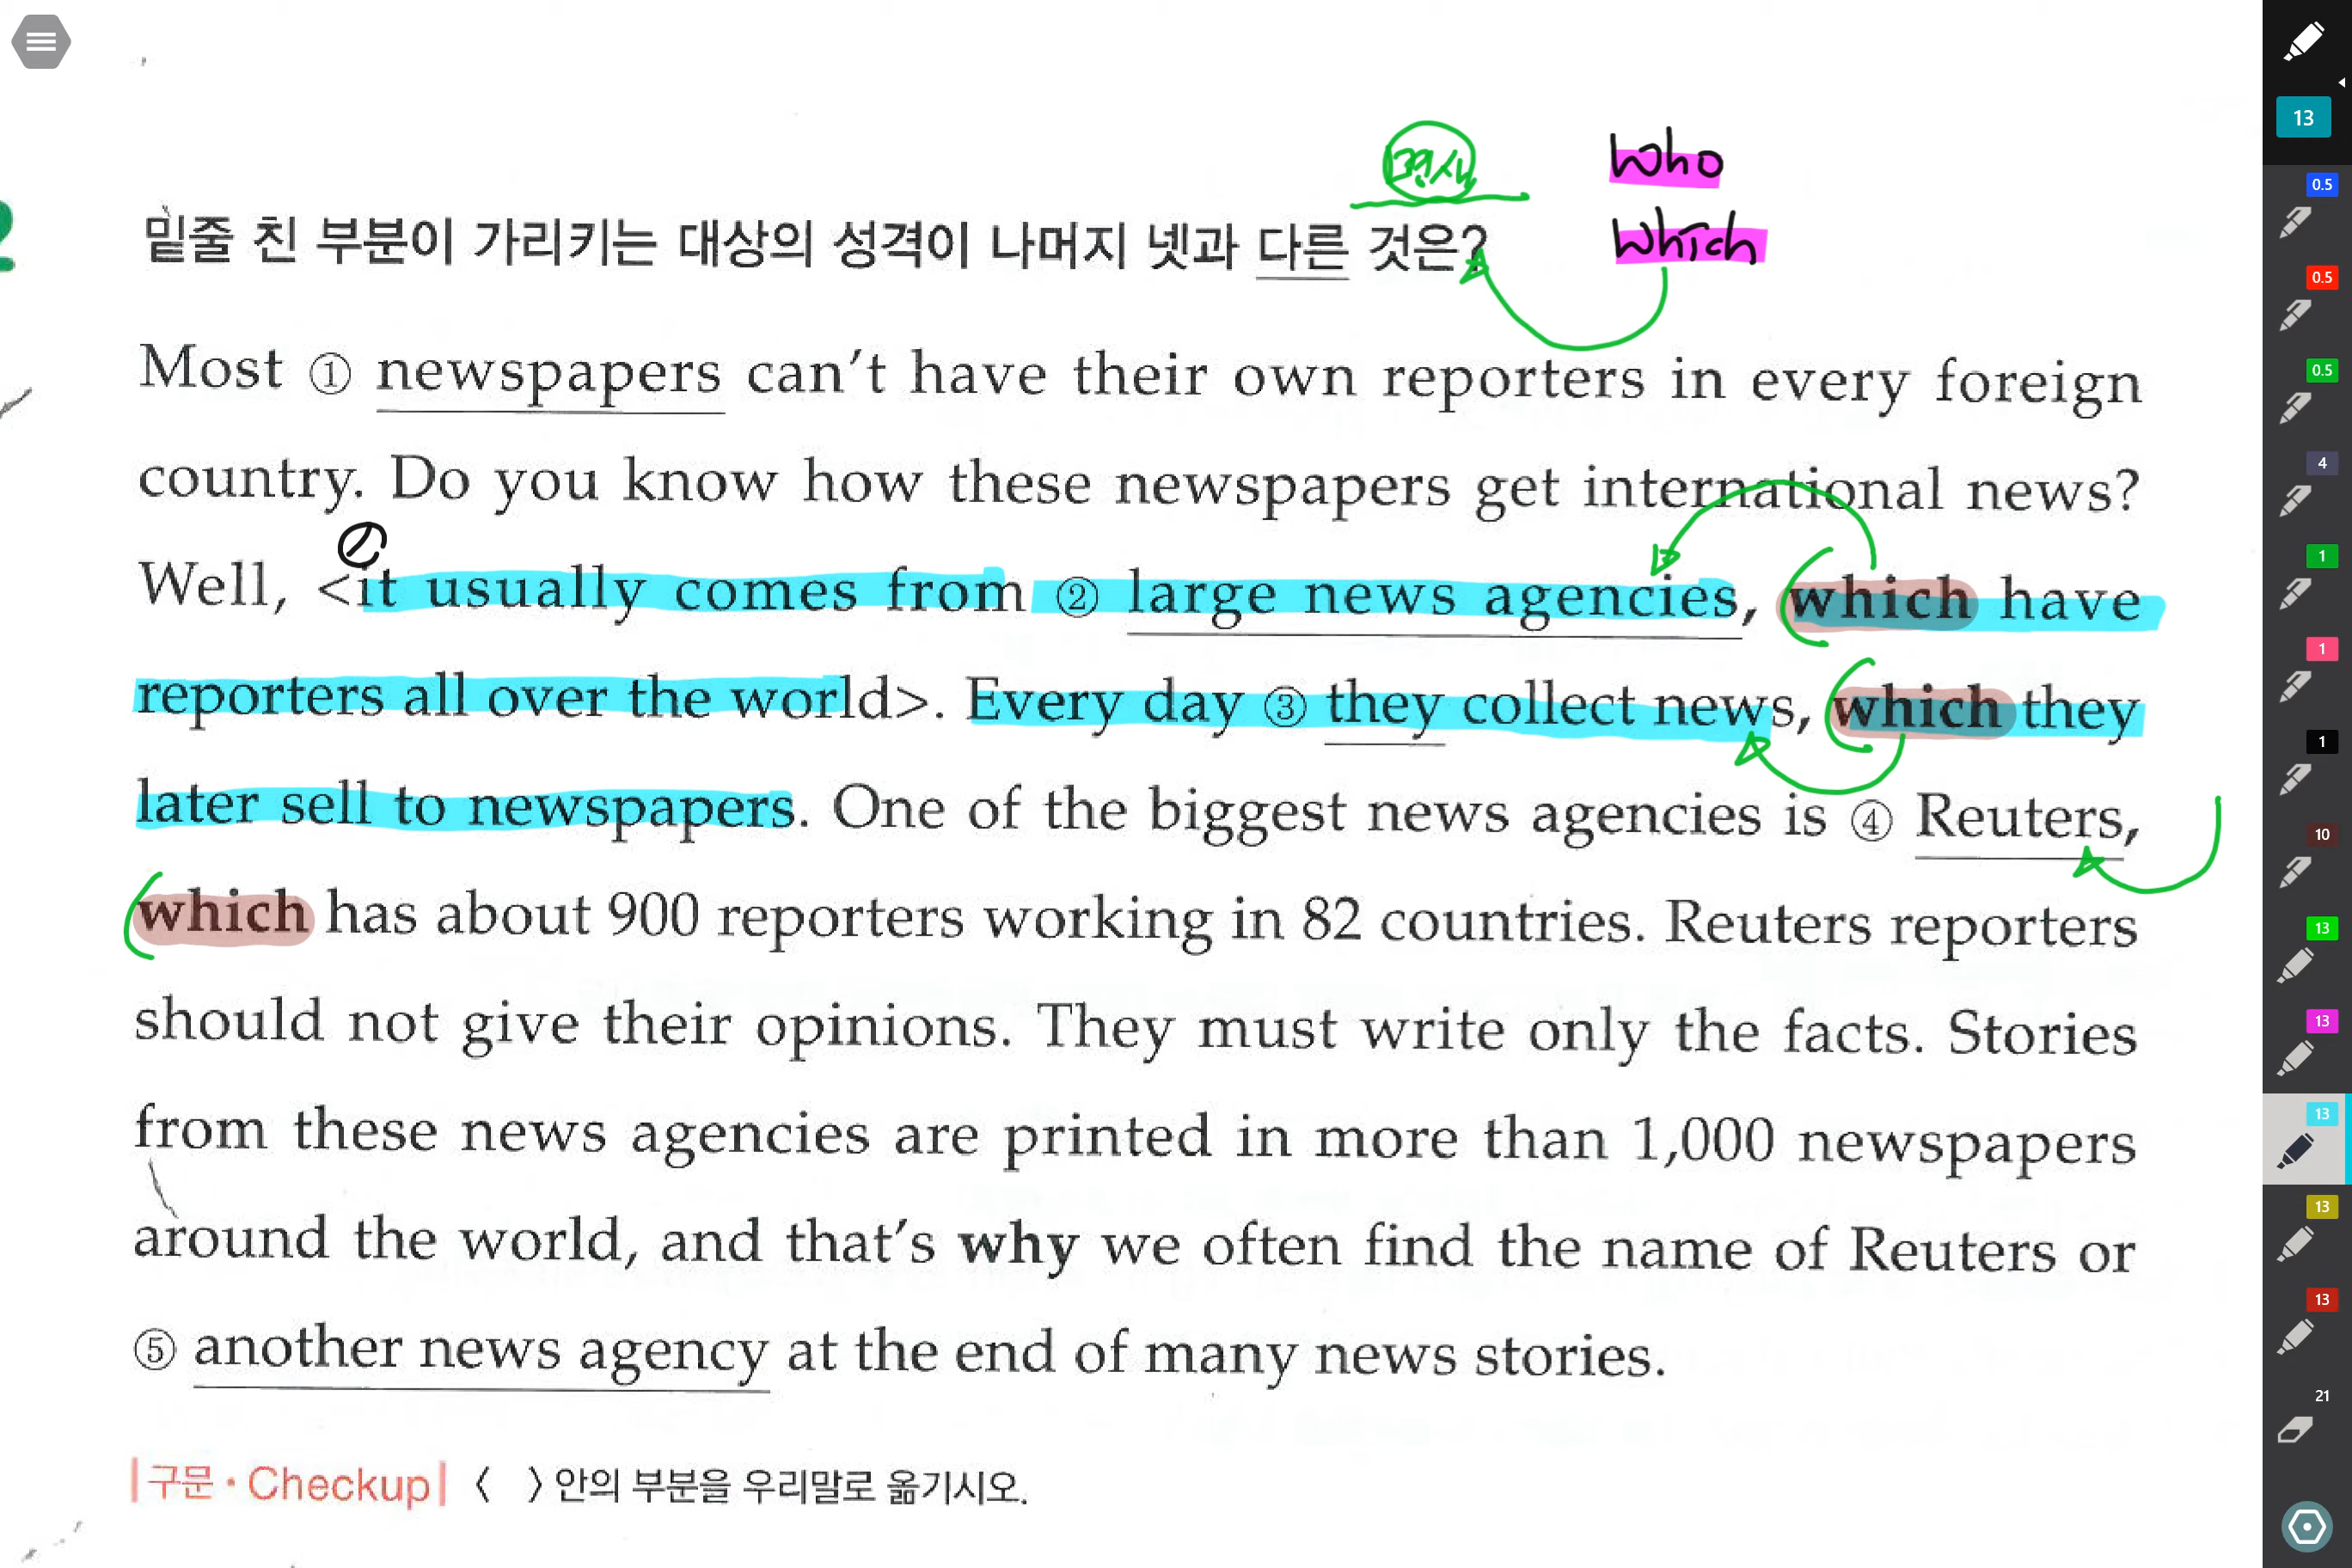 who
밑줄 친 부분이 가리키는 대상의 성격이 나머지 넷과 다른 것은?
which
Most ① newspapers can't have their own reporters in every foreign
country. Do you know how these newspapers get international news?
Well, <it usually comes from ② large news agencies, which have
reporters all over the world>. Every day ③ they collect news, which they
later sell to newspapers. One of the biggest news agencies is ④ Reuters,
which has about 900 reporters working in 82 countries. Reuters reporters
should not give their opinions. They must write only the facts. Stories
from these news agencies are printed in more than 1,000 newspapers
around the world, and that's why we often find the name of Reuters or
⑤ another news agency at the end of many news stories.
구문・Checkup 〈 〉안의 부분을 우리말로 옮기시오.
13
0.5
0.5
0.5
4
1
1
1
10
13
13
13
13
13
21